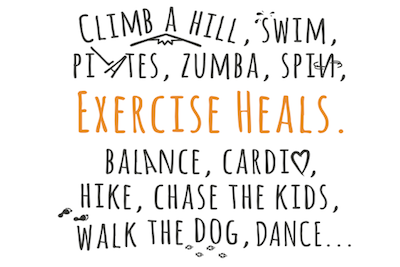 CLIMB A HILL, SWIM,
PILATES, ZUMBA, SPIN,
EXERCISE HEALS.
BALANCE, CARDIO,
HIKE, CHASE THE KIDS,
WALK THE DOG, DANCE...